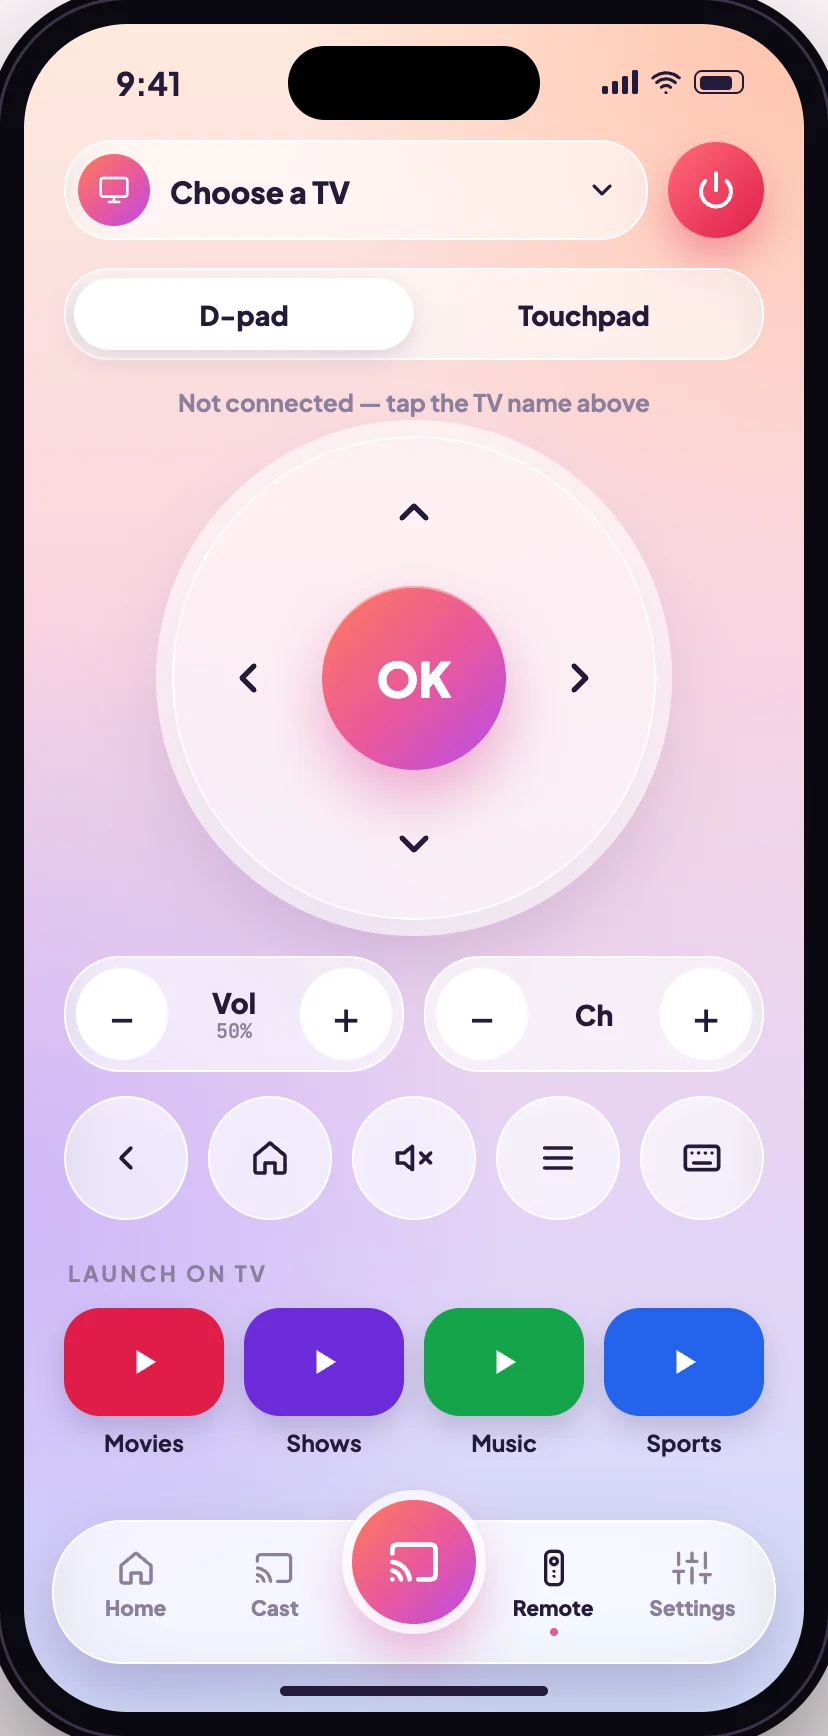 9:41
Choose a TV
D-pad
Touchpad
Not connected — tap the TV name above
OK
Vol
50%
Ch
LAUNCH ON TV
Movies
Shows
Music
Sports
Home
Cast
Remote
Settings